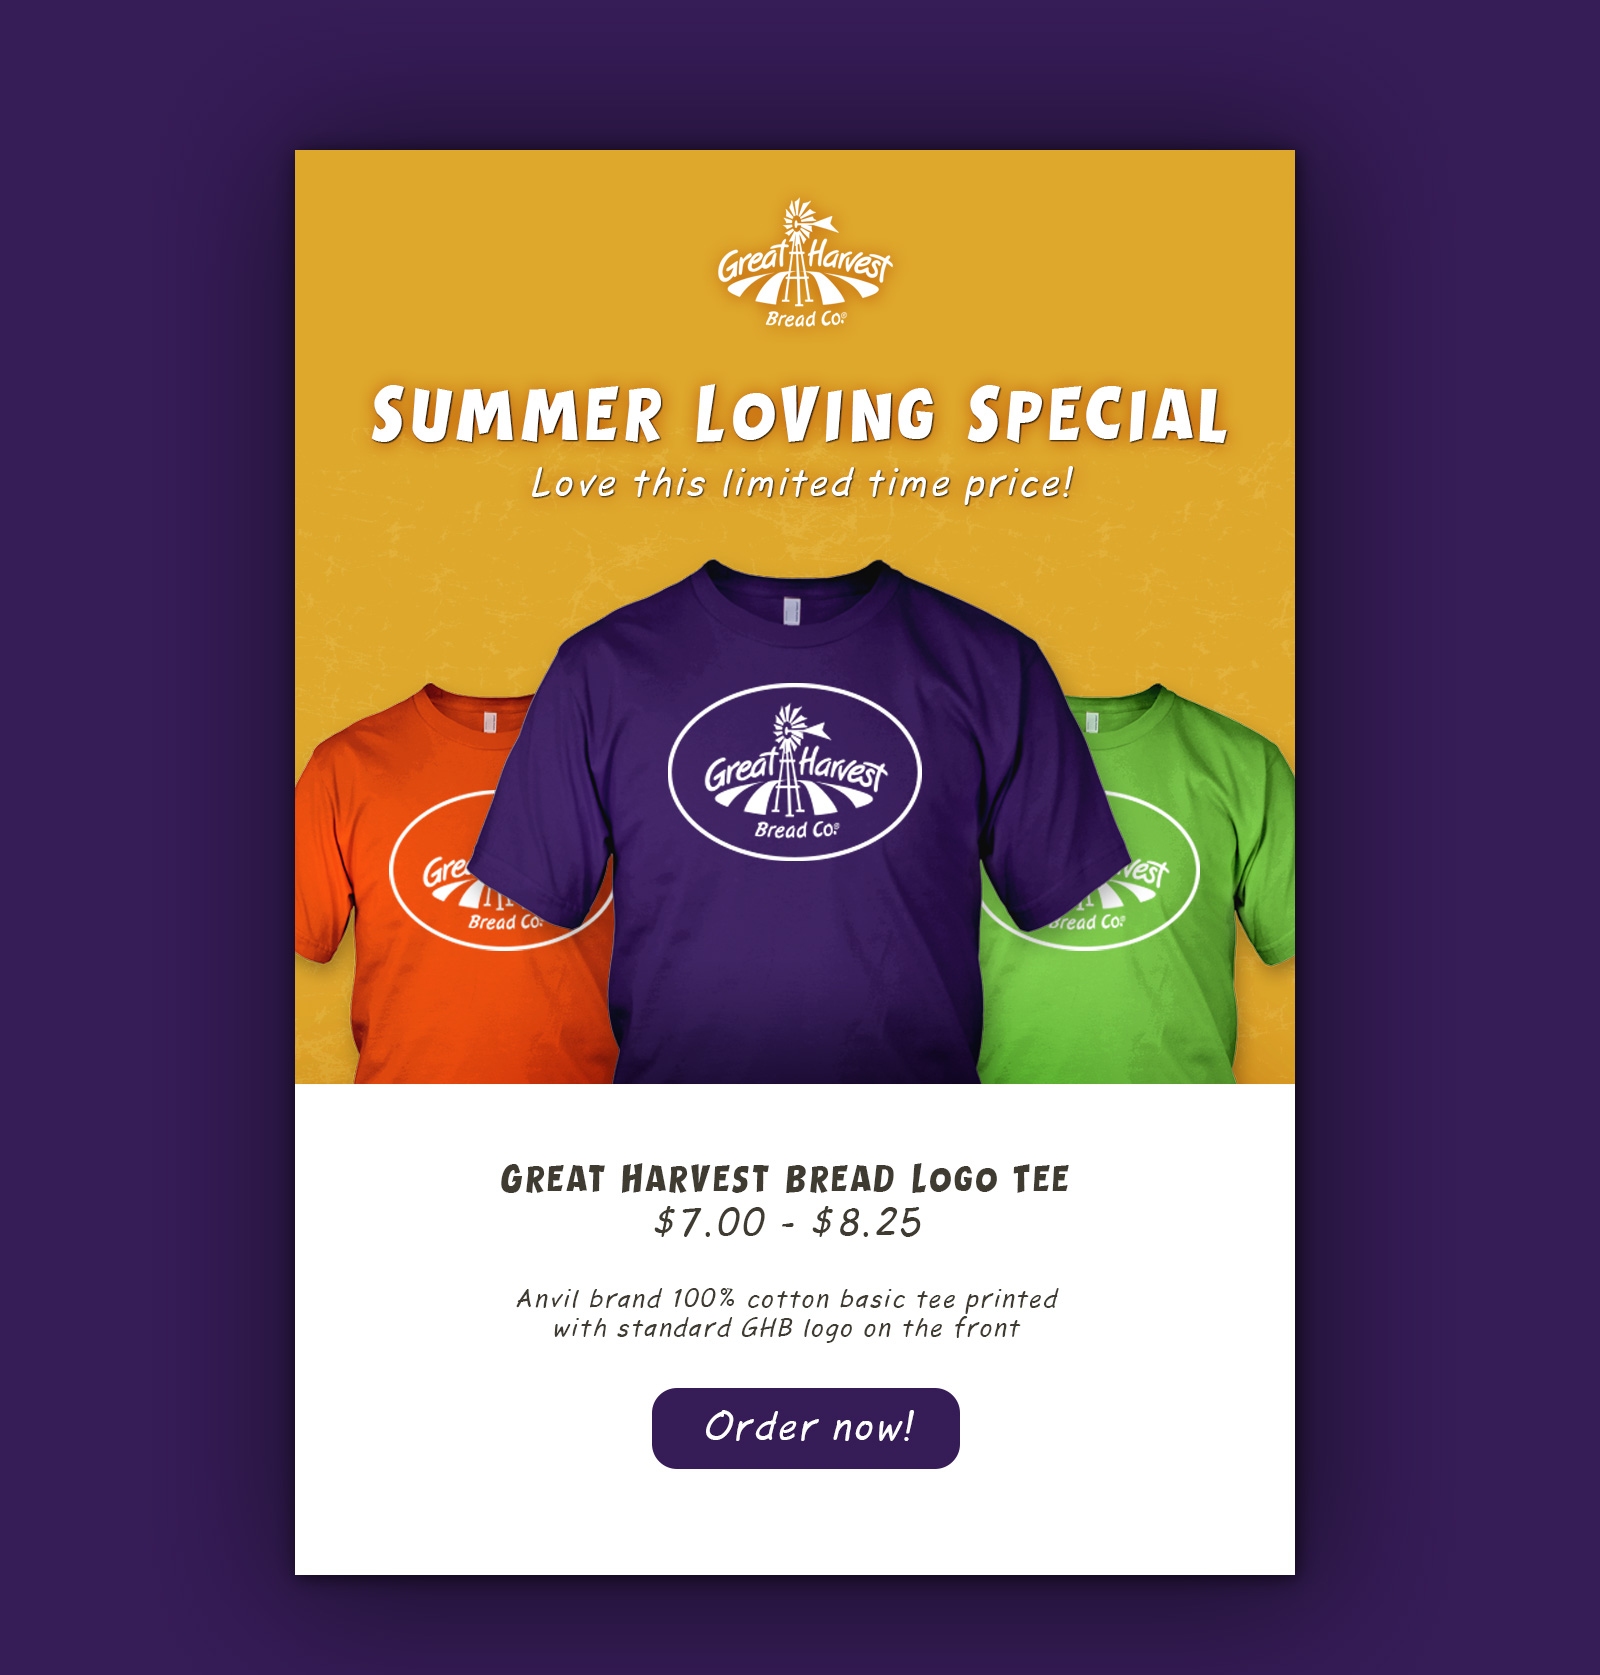 Great Harvest
Bread Co.®
SUMMER LOVING SPECIAL
Love this limited time price!
Great Harvest
Bread Co.®
Grea
Bread Co.
vest
Bread Co.®
GREAT HARVEST BREAD LOGO TEE
$7.00 - $8.25
Anvil brand 100% cotton basic tee printed
with standard GHB logo on the front
Order now!